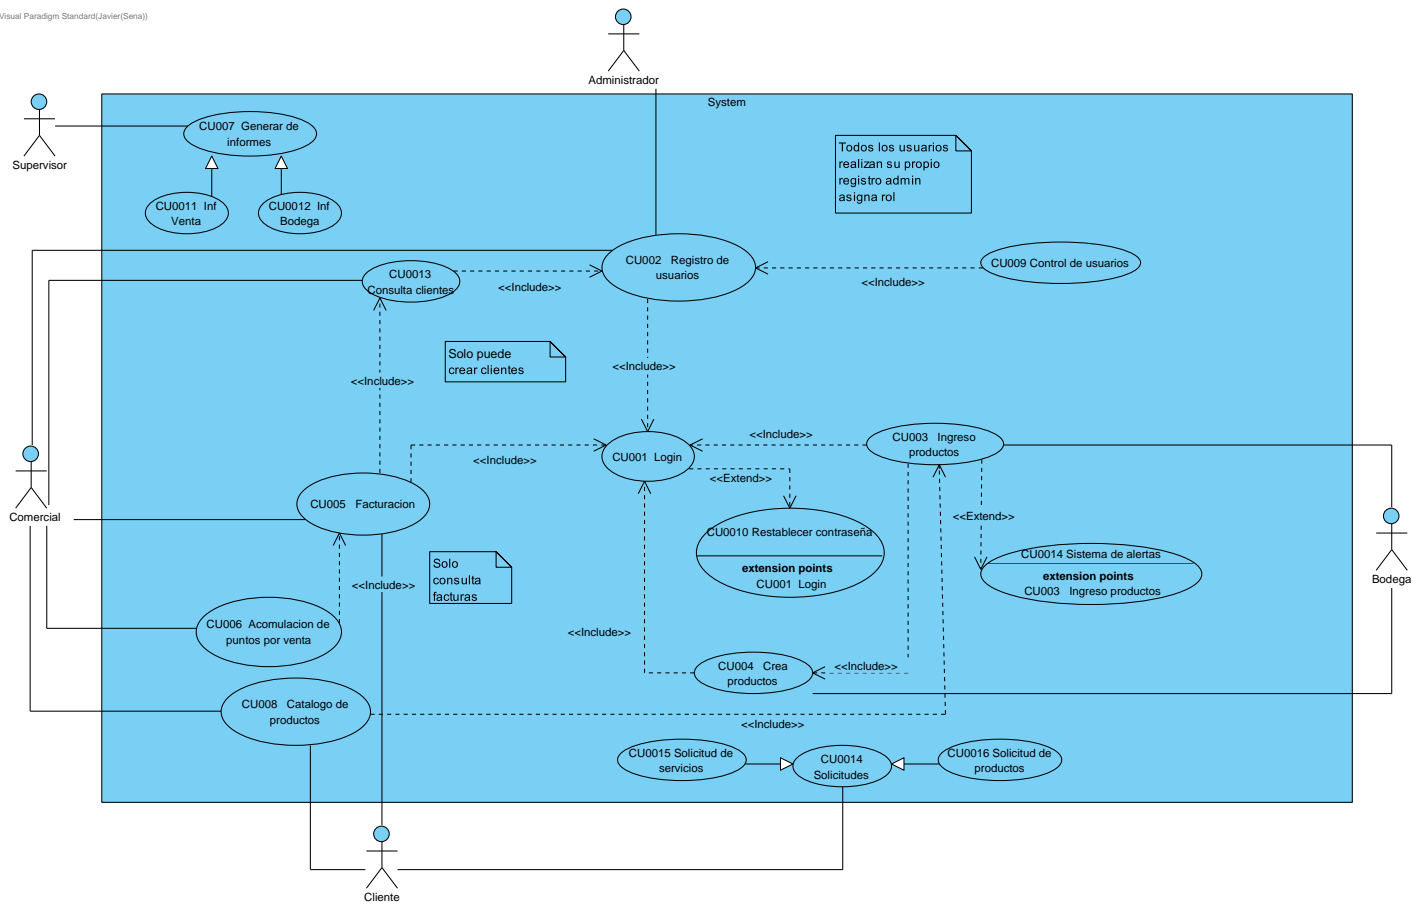 Visual Paradigm Standard(Javier(Sena))
Administrador
System
Supervisor
CU007  Generar de
informes
CU0011  Inf
Venta
CU0012  Inf
Bodega
Todos los usuarios
realizan su propio
registro admin
asigna rol
CU002   Registro de
usuarios
CU009 Control de usuarios
<<Include>>
CU0013
Consulta clientes
<<Include>>
Solo puede
crear clientes
<<Include>>
<<Include>>
CU001  Login
<<Include>>
<<Include>>
CU003   Ingreso
productos
<<Extend>>
<<Extend>>
Comercial
CU005   Facturacion
CU0010 Restablecer contraseña
extension points
CU001  Login
CU0014 Sistema de alertas
extension points
CU003   Ingreso productos
Bodega
Solo
consulta
facturas
<<Include>>
CU006  Acomulacion de
puntos por venta
<<Include>>
CU004   Crea
productos
<<Include>>
CU008   Catalogo de
productos
<<Include>>
CU0015 Solicitud de
servicios
CU0014
Solicitudes
CU0016 Solicitud de
productos
Cliente